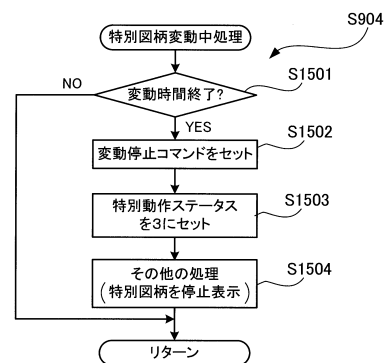 特別図柄変動中処理
S904
変動時間終了?
S1501
NO
YES
変動停止コマンドをセット
S1502
特別動作ステータス
を3にセット
S1503
その他の処理
(特別図柄を停止表示)
S1504
リターン